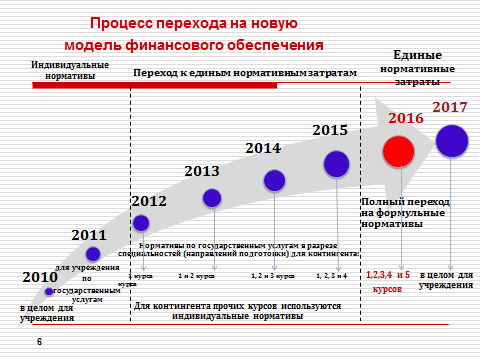 Процесс перехода на новую
модель финансового обеспечения
Индивидуальные
нормативы
Переход к единым нормативным затратам
Единые
нормативные
затраты
2010
2011
2012
2013
2014
2015
2016
2017
Полный переход
на формульные
нормативы
Нормативы по государственным услугам в разрезе
специальностей (направлений подготовки) для контингента:
в целом для
учреждения
для учреждения
по
государственным
услугам
курса
курса
1 и 2 курса
1, 2 и 3 курса
1, 2, 3 и 4
1,2,3,4 и 5
курсов
в целом для
учреждения
Для контингента прочих курсов используются
индивидуальные нормативы
6